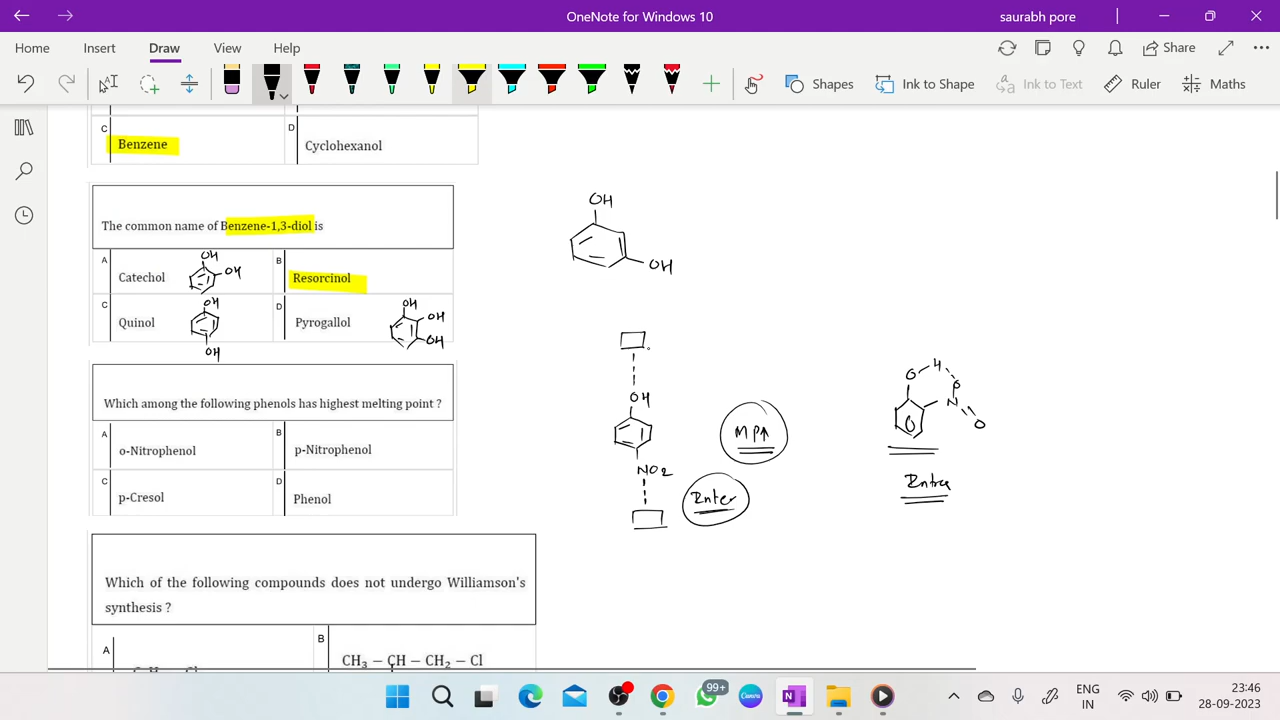 OneNote for Windows 10
saurabh pore
Home
Insert
Draw
View
Help
Share
Shapes
Ink to Shape
Ink to Text
Ruler
Maths
C
Benzene
D
Cyclohexanol
The common name of Benzene-1,3-diol is
A
Catechol
OH
OH
B
Resorcinol
C
Quinol
OH
OH
D
Pyrogallol
OH
OH
OH
OH
OH
Which among the following phenols has highest melting point ?
A
o-Nitrophenol
B
p-Nitrophenol
C
p-Cresol
D
Phenol
OH
NO2
MP↑
Inter
O H
O
N
O
Intra
Which of the following compounds does not undergo Williamson's
synthesis ?
A
B
CH₃ − CH − CH₂ − Cl
99+
ENG
IN
23:46
28-09-2023